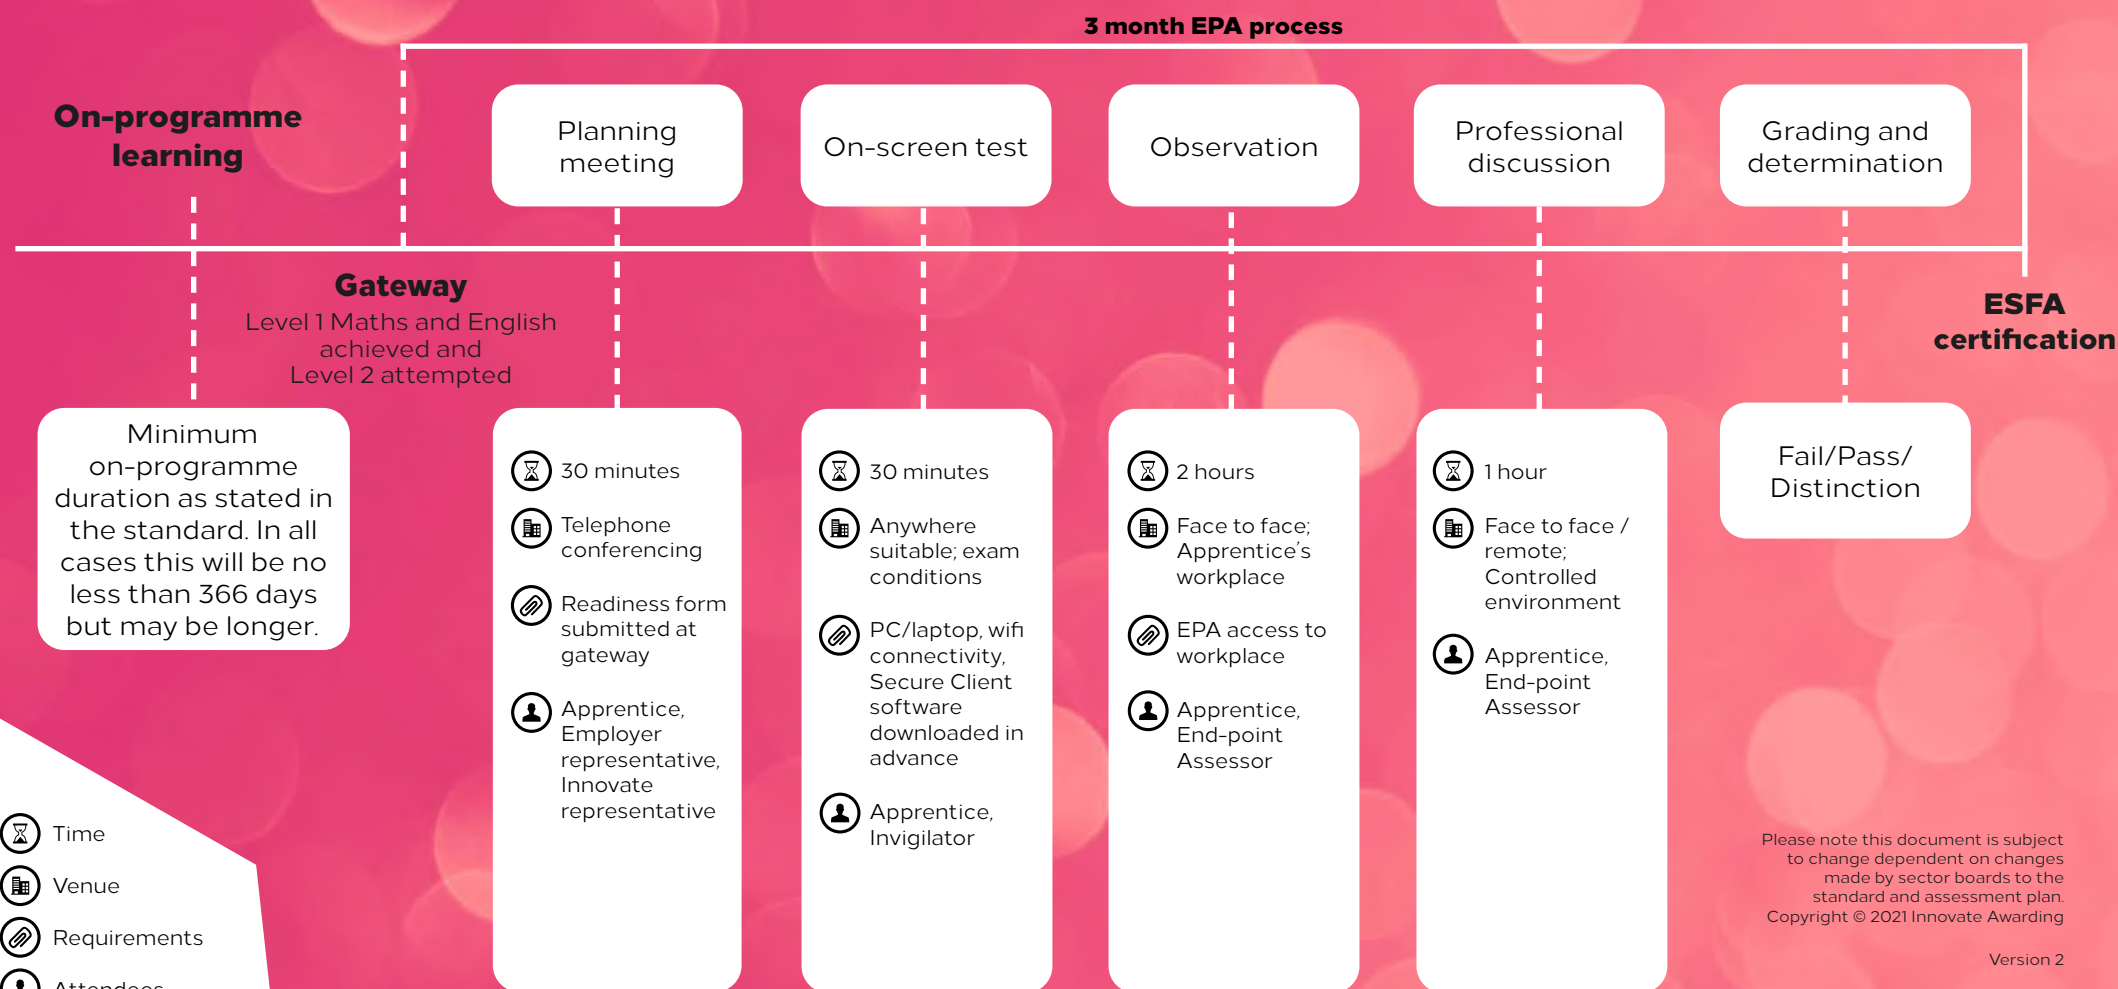 3 month EPA process
On-programme
learning
Planning
meeting
On-screen test
Observation
Professional
discussion
Grading and
determination
Gateway
Level 1 Maths and English
achieved and
Level 2 attempted
ESFA
certification
Minimum
on-programme
duration as stated in
the standard. In all
cases this will be no
less than 366 days
but may be longer.
30 minutes
Telephone
conferencing
Readiness form
submitted at
gateway
Apprentice,
Employer
representative,
Innovate
representative
30 minutes
Anywhere
suitable; exam
conditions
PC/laptop, wifi
connectivity,
Secure Client
software
downloaded in
advance
Apprentice,
Invigilator
2 hours
Face to face;
Apprentice's
workplace
EPA access to
workplace
Apprentice,
End-point
Assessor
1 hour
Face to face /
remote;
Controlled
environment
Apprentice,
End-point
Assessor
Fail/Pass/
Distinction
Time
Venue
Requirements
Attendees
Please note this document is subject
to change dependent on changes
made by sector boards to the
standard and assessment plan.
Copyright © 2021 Innovate Awarding
Version 2